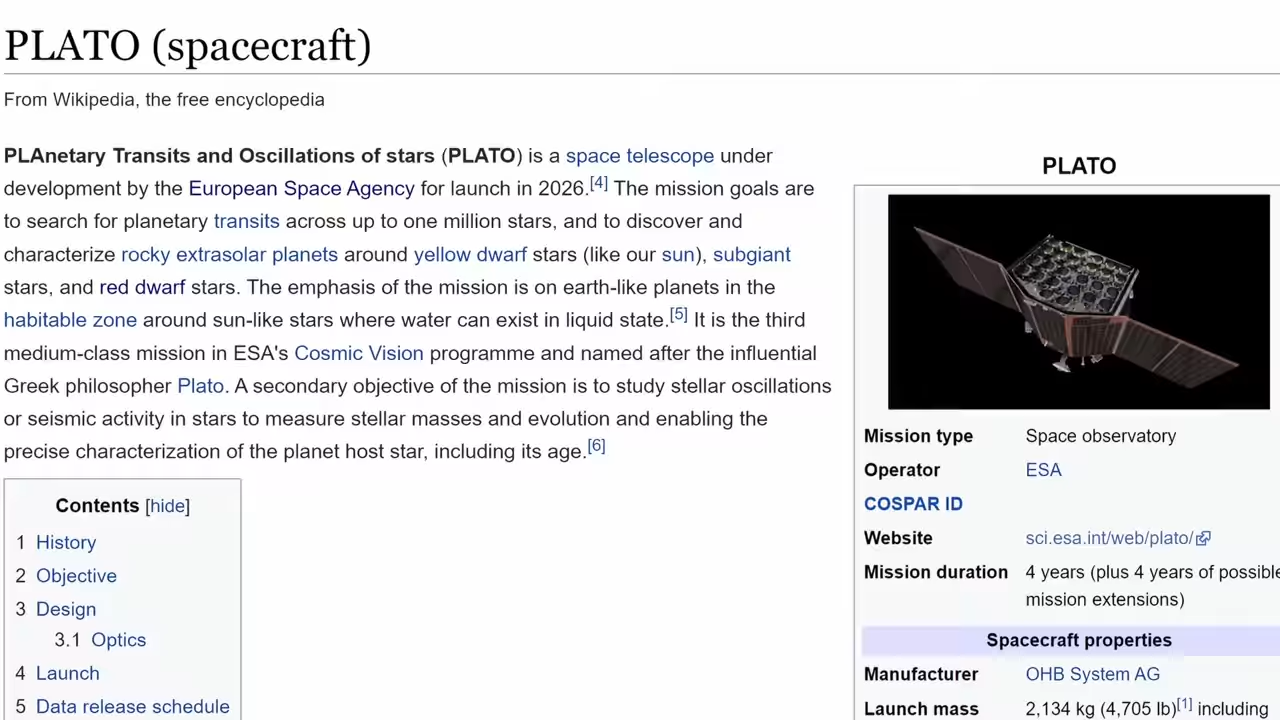 PLATO (spacecraft)
From Wikipedia, the free encyclopedia
PLAnetary Transits and Oscillations of stars (PLATO) is a space telescope under
development by the European Space Agency for launch in 2026.[4] The mission goals are
to search for planetary transits across up to one million stars, and to discover and
characterize rocky extrasolar planets around yellow dwarf stars (like our sun), subgiant
stars, and red dwarf stars. The emphasis of the mission is on earth-like planets in the
habitable zone around sun-like stars where water can exist in liquid state.[5] It is the third
medium-class mission in ESA's Cosmic Vision programme and named after the influential
Greek philosopher Plato. A secondary objective of the mission is to study stellar oscillations
or seismic activity in stars to measure stellar masses and evolution and enabling the
precise characterization of the planet host star, including its age.[6]
Contents [hide]
1 History
2 Objective
3 Design
3.1 Optics
4 Launch
5 Data release schedule
PLATO
Mission type Space observatory
Operator ESA
COSPAR ID
Website sci.esa.int/web/plato/
Mission duration 4 years (plus 4 years of possible
mission extensions)
Spacecraft properties
Manufacturer OHB System AG
Launch mass 2,134 kg (4,705 lb)[1] including